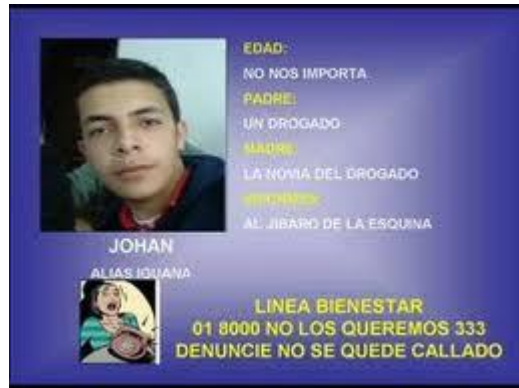 EDAD:
NO NOS IMPORTA
PADRE:
UN DROGADO
MADRE:
LA NOVIA DEL DROGADO
INFORMES:
AL JIBARO DE LA ESQUINA
JOHAN
ALIAS IGUANA
LINEA BIENESTAR
01 8000 NO LOS QUEREMOS 333
DENUNCIE NO SE QUEDE CALLADO